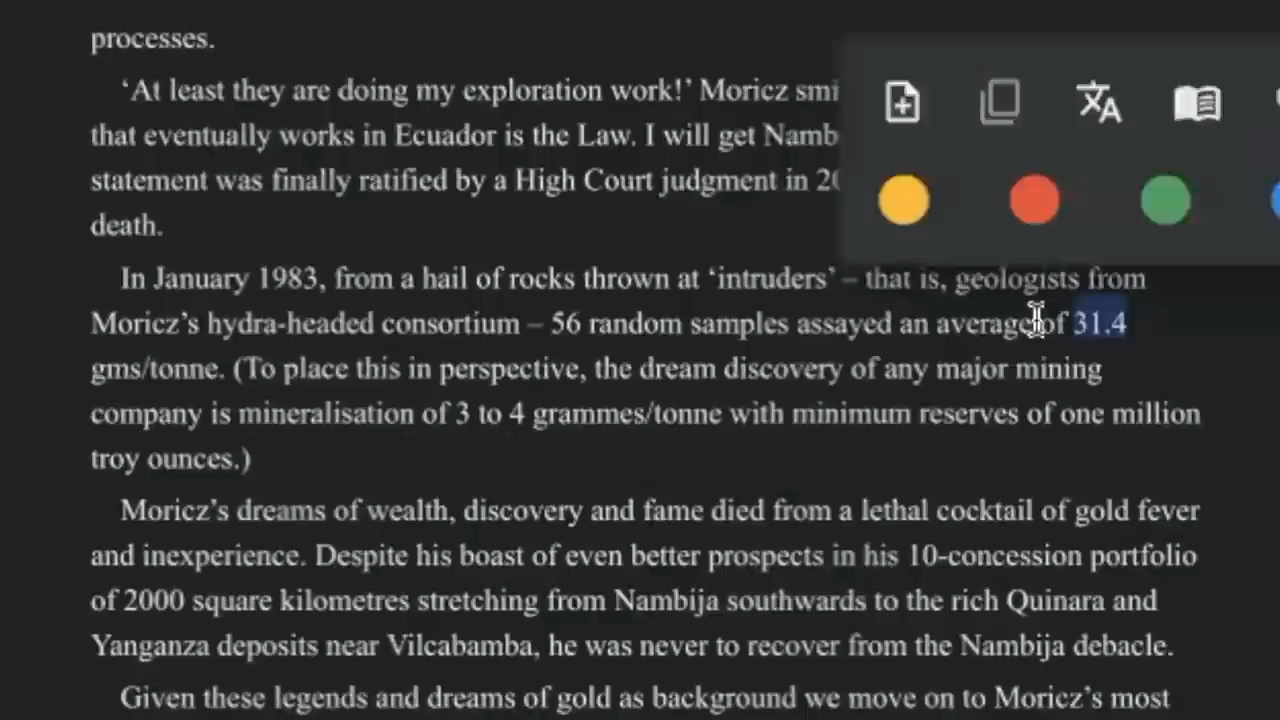 processes.
‘At least they are doing my exploration work!’ Moricz
that eventually works in Ecuador is the Law. I will get
statement was finally ratified by a High Court judgment in
death.
In January 1983, from a hail of rocks thrown at ‘intruders’ – that is, geologists from
Moricz’s hydra-headed consortium – 56 random samples assayed an average of 31.4
gms/tonne. (To place this in perspective, the dream discovery of any major mining
company is mineralisation of 3 to 4 grammes/tonne with minimum reserves of one million
troy ounces.)
Moricz’s dreams of wealth, discovery and fame died from a lethal cocktail of gold fever
and inexperience. Despite his boast of even better prospects in his 10-concession portfolio
of 2000 square kilometres stretching from Nambija southwards to the rich Quinara and
Yanganza deposits near Vilcabamba, he was never to recover from the Nambija debacle.
Given these legends and dreams of gold as background we move on to Moricz’s most